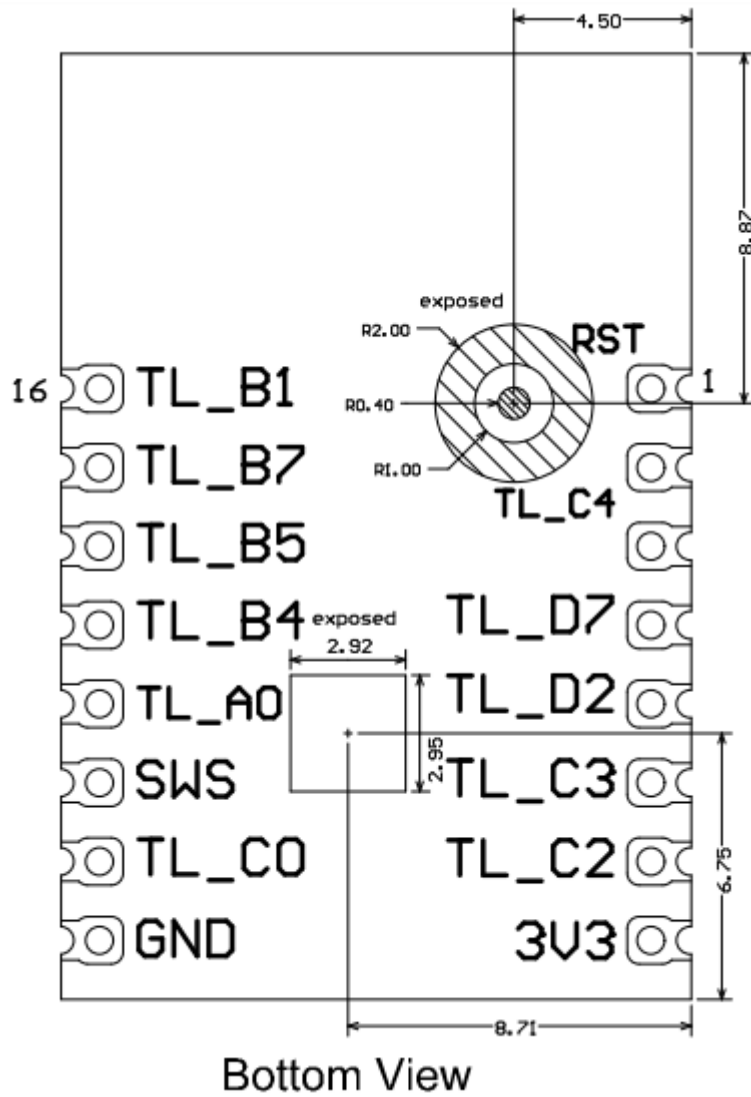 4.50
8.87
exposed
R2.00
RST
16
TL_B1
1
R0.40
TL_B7
R1.00
TL_C4
TL_B5
TL_B4
exposed
TL_D7
2.92
TL_A0
TL_D2
2.95
SWS
TL_C3
TL_C0
TL_C2
6.75
GND
3V3
8.71
Bottom View